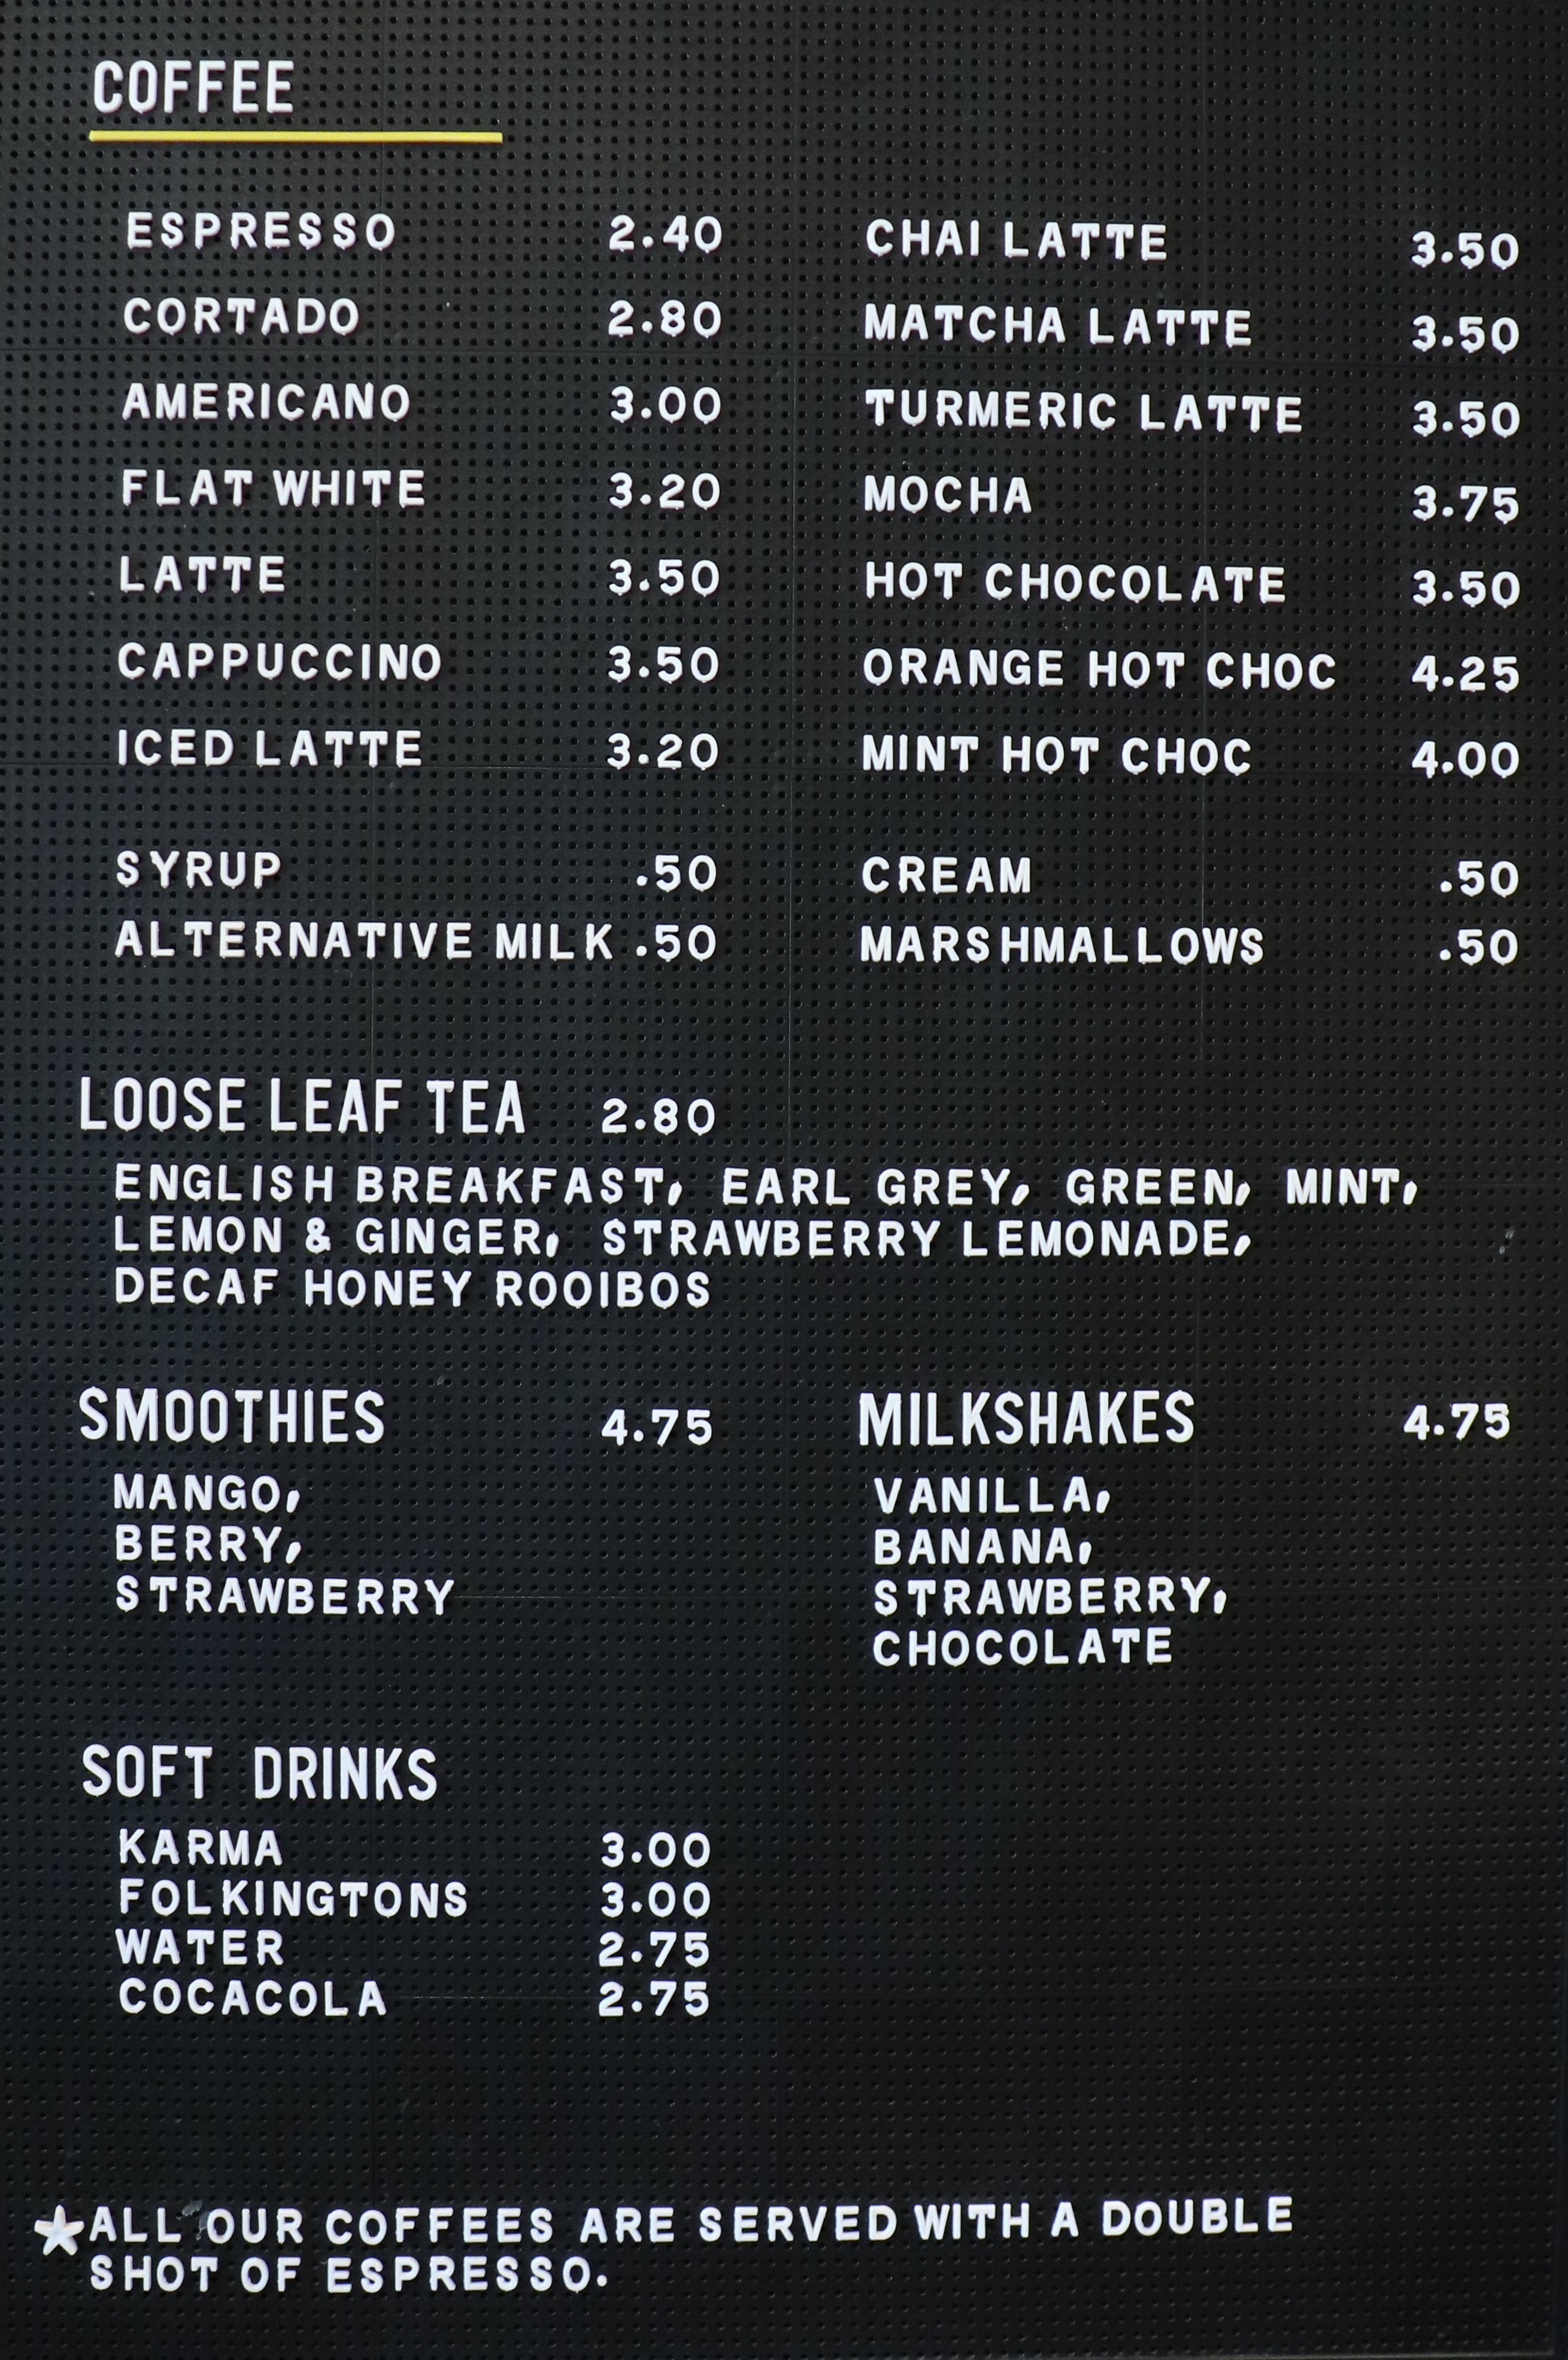 COFFEE
ESPRESSO 2.40
CORTADO 2.80
AMERICANO 3.00
FLAT WHITE 3.20
LATTE 3.50
CAPPUCCINO 3.50
ICED LATTE 3.20
SYRUP .50
ALTERNATIVE MILK .50
CHAI LATTE 3.50
MATCHA LATTE 3.50
TURMERIC LATTE 3.50
MOCHA 3.75
HOT CHOCOLATE 3.50
ORANGE HOT CHOC 4.25
MINT HOT CHOC 4.00
CREAM .50
MARSHMALLOWS .50
LOOSE LEAF TEA 2.80
ENGLISH BREAKFAST, EARL GREY, GREEN, MINT,
LEMON & GINGER, STRAWBERRY LEMONADE,
DECAF HONEY ROOIBOS
SMOOTHIES 4.75
MANGO,
BERRY,
STRAWBERRY
MILKSHAKES 4.75
VANILLA,
BANANA,
STRAWBERRY,
CHOCOLATE
SOFT DRINKS
KARMA 3.00
FOLKINGTONS 3.00
WATER 2.75
COCACOLA 2.75
★ALL OUR COFFEES ARE SERVED WITH A DOUBLE
SHOT OF ESPRESSO.